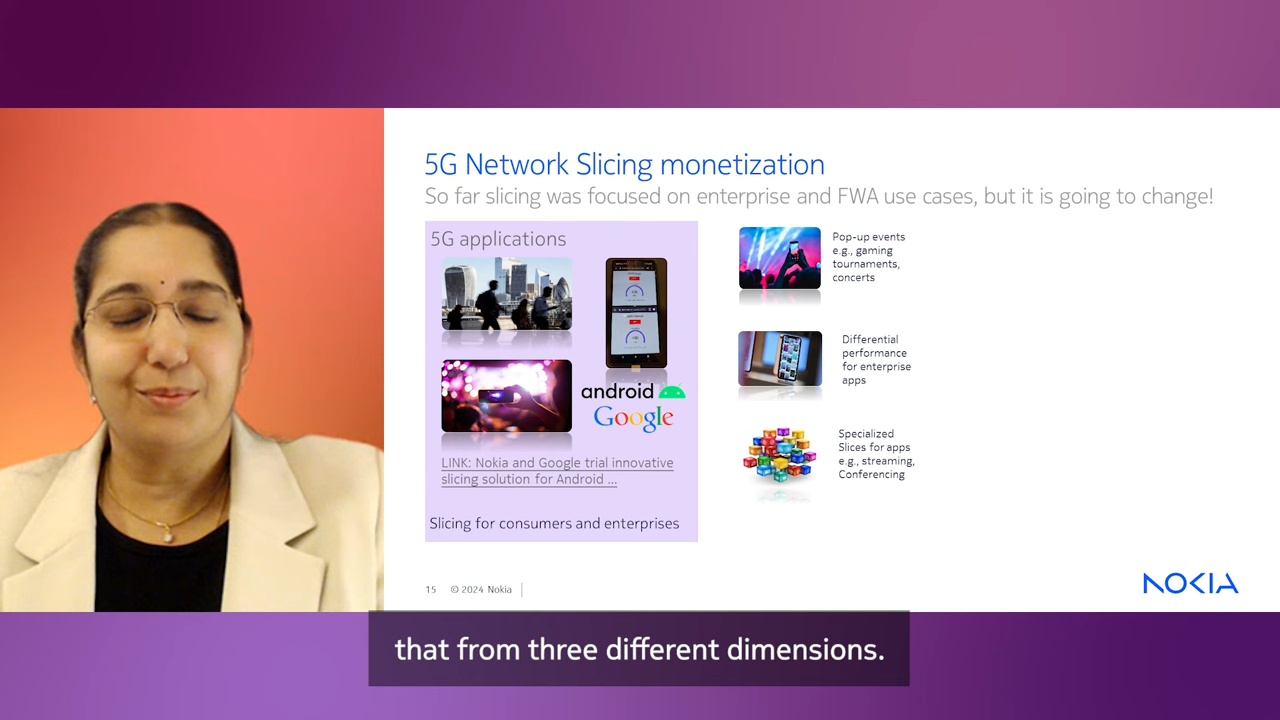 5G Network Slicing monetization
So far slicing was focused on enterprise and FWA use cases, but it is going to change!
5G applications
android
Google
LINK: Nokia and Google trial innovative
slicing solution for Android ...
Slicing for consumers and enterprises
Pop-up events
e.g., gaming
tournaments,
concerts
Differential
performance
for enterprise
apps
Specialized
Slices for apps
e.g., streaming,
Conferencing
15 © 2024 Nokia
NOKIA
that from three different dimensions.